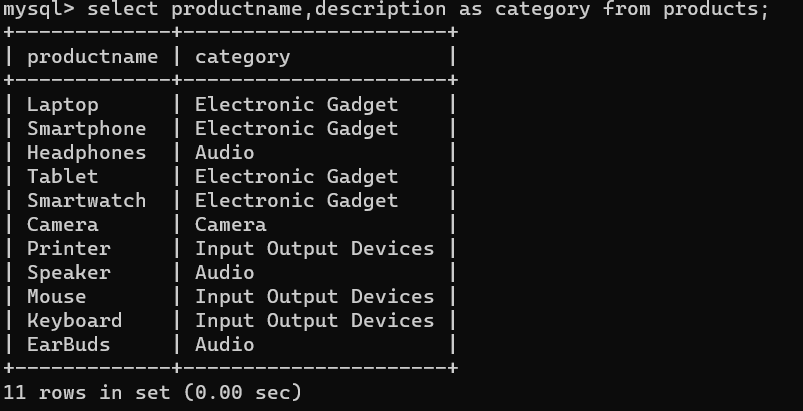 mysql> select productname,description as category from products;
+-------------+----------------------+
| productname | category             |
+-------------+----------------------+
| Laptop      | Electronic Gadget    |
| Smartphone  | Electronic Gadget    |
| Headphones  | Audio                |
| Tablet      | Electronic Gadget    |
| Smartwatch  | Electronic Gadget    |
| Camera      | Camera               |
| Printer     | Input Output Devices |
| Speaker     | Audio                |
| Mouse       | Input Output Devices |
| Keyboard    | Input Output Devices |
| EarBuds     | Audio                |
+-------------+----------------------+
11 rows in set (0.00 sec)